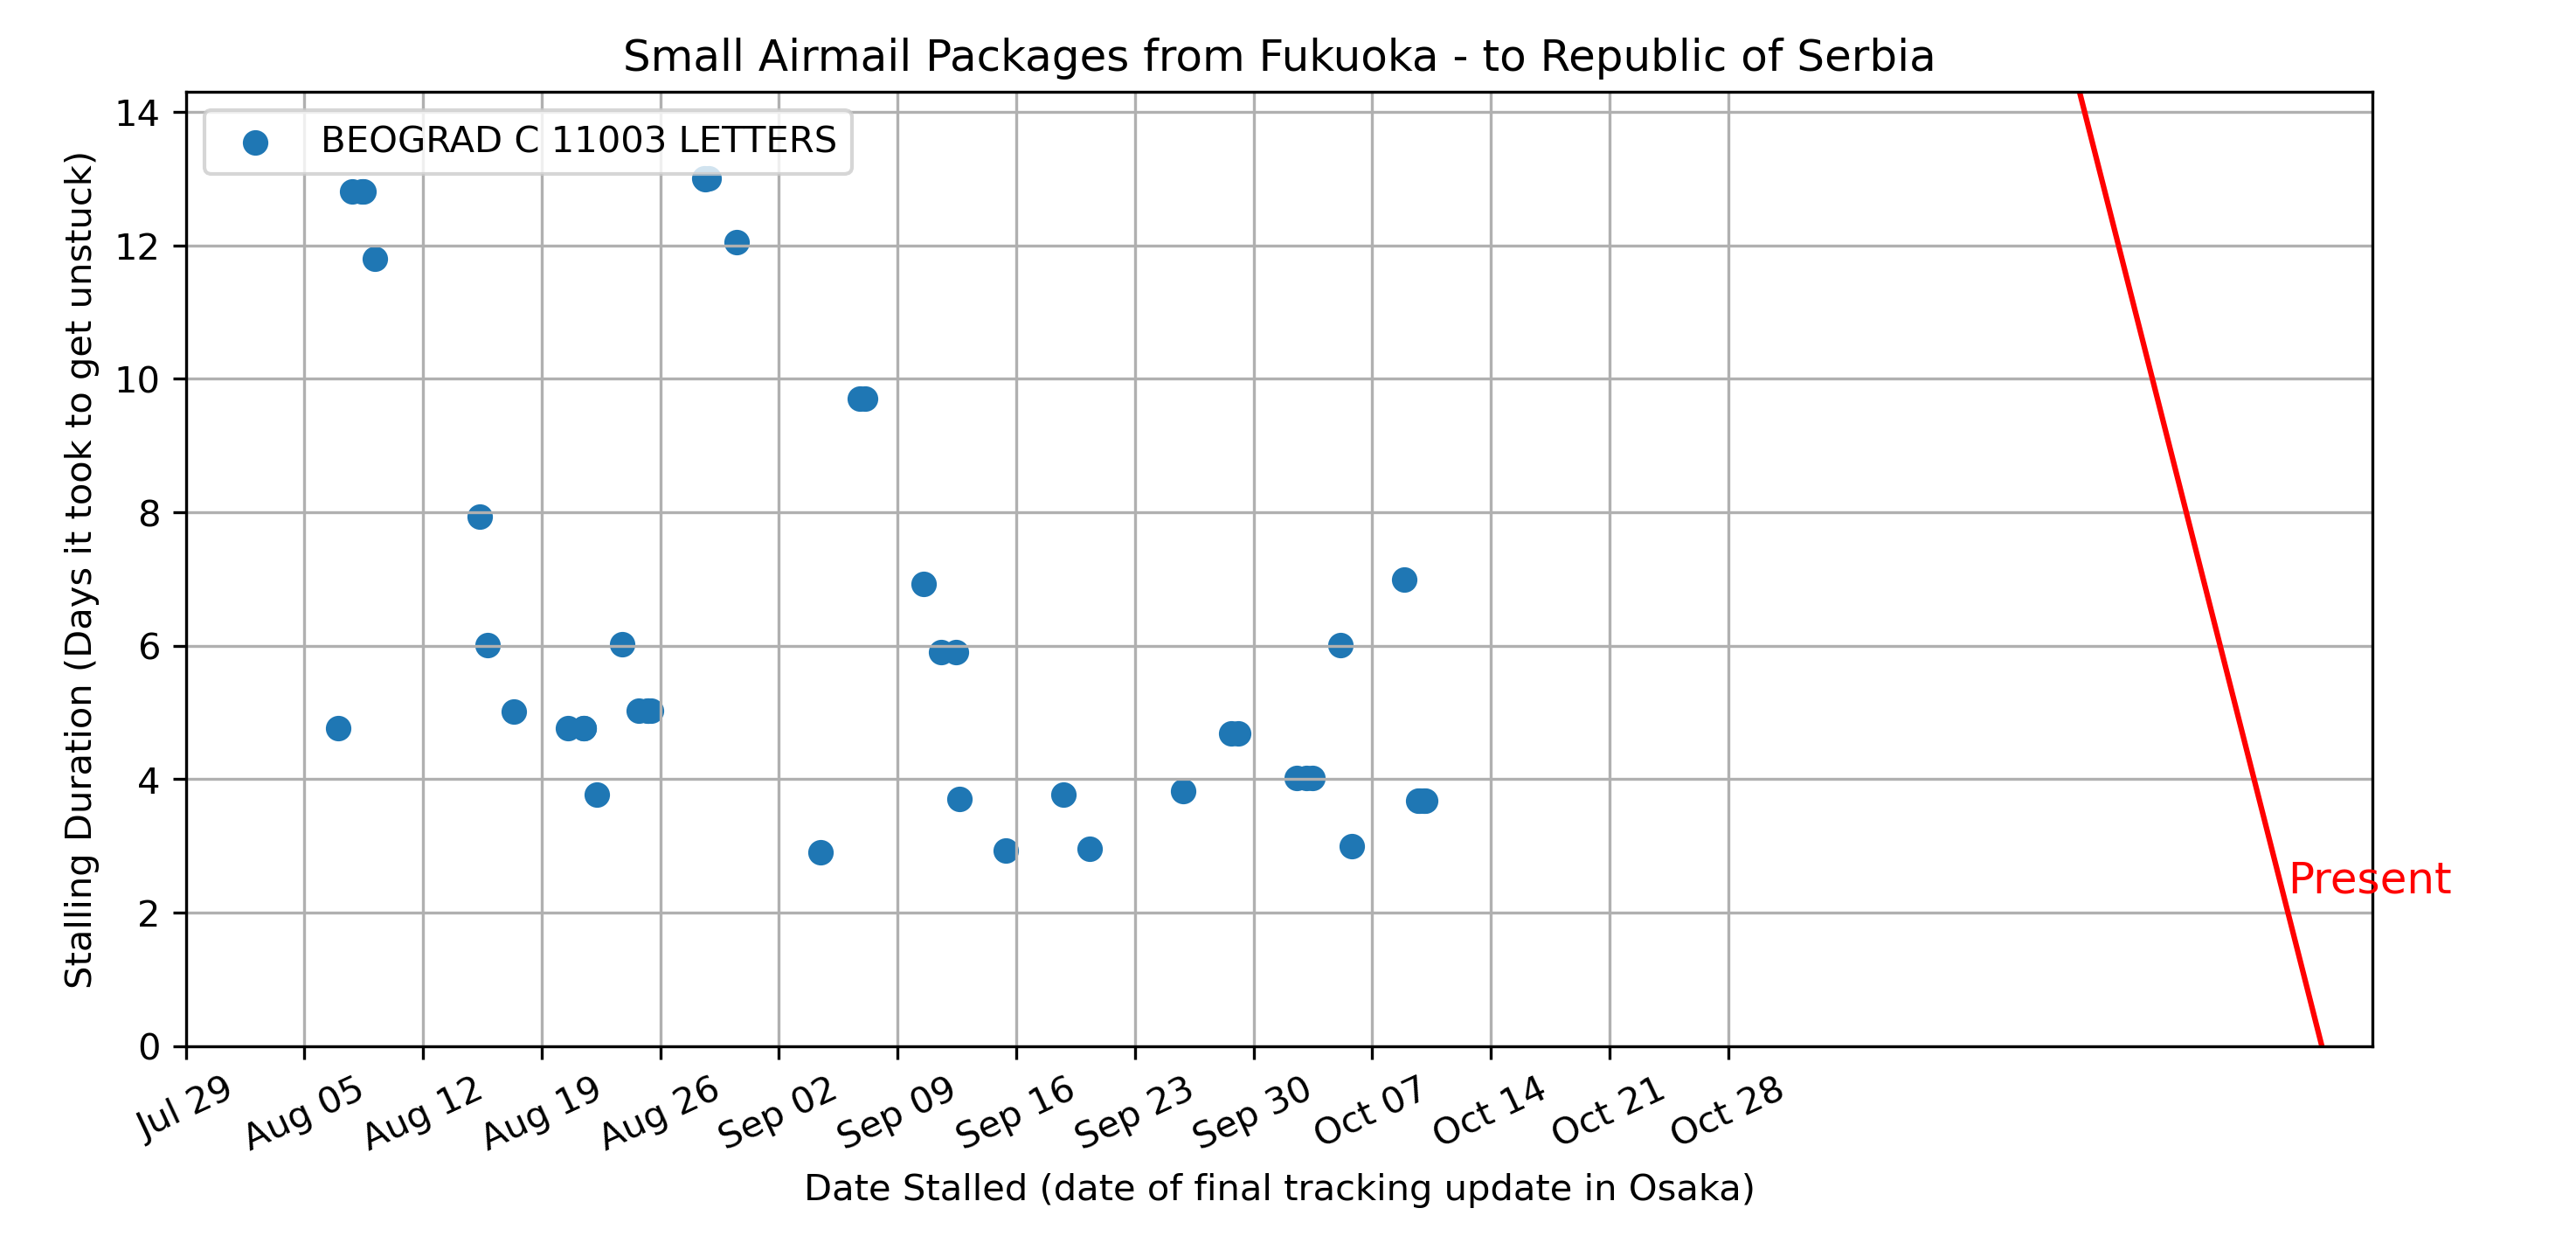 Small Airmail Packages from Fukuoka - to Republic of Serbia
BEOGRAD C 11003 LETTERS
Stalling Duration (Days it took to get unstuck)
14
12
10
8
6
4
2
0
Present
Jul 29
Aug 05
Aug 12
Aug 19
Aug 26
Sep 02
Sep 09
Sep 16
Sep 23
Sep 30
Oct 07
Oct 14
Oct 21
Oct 28
Date Stalled (date of final tracking update in Osaka)